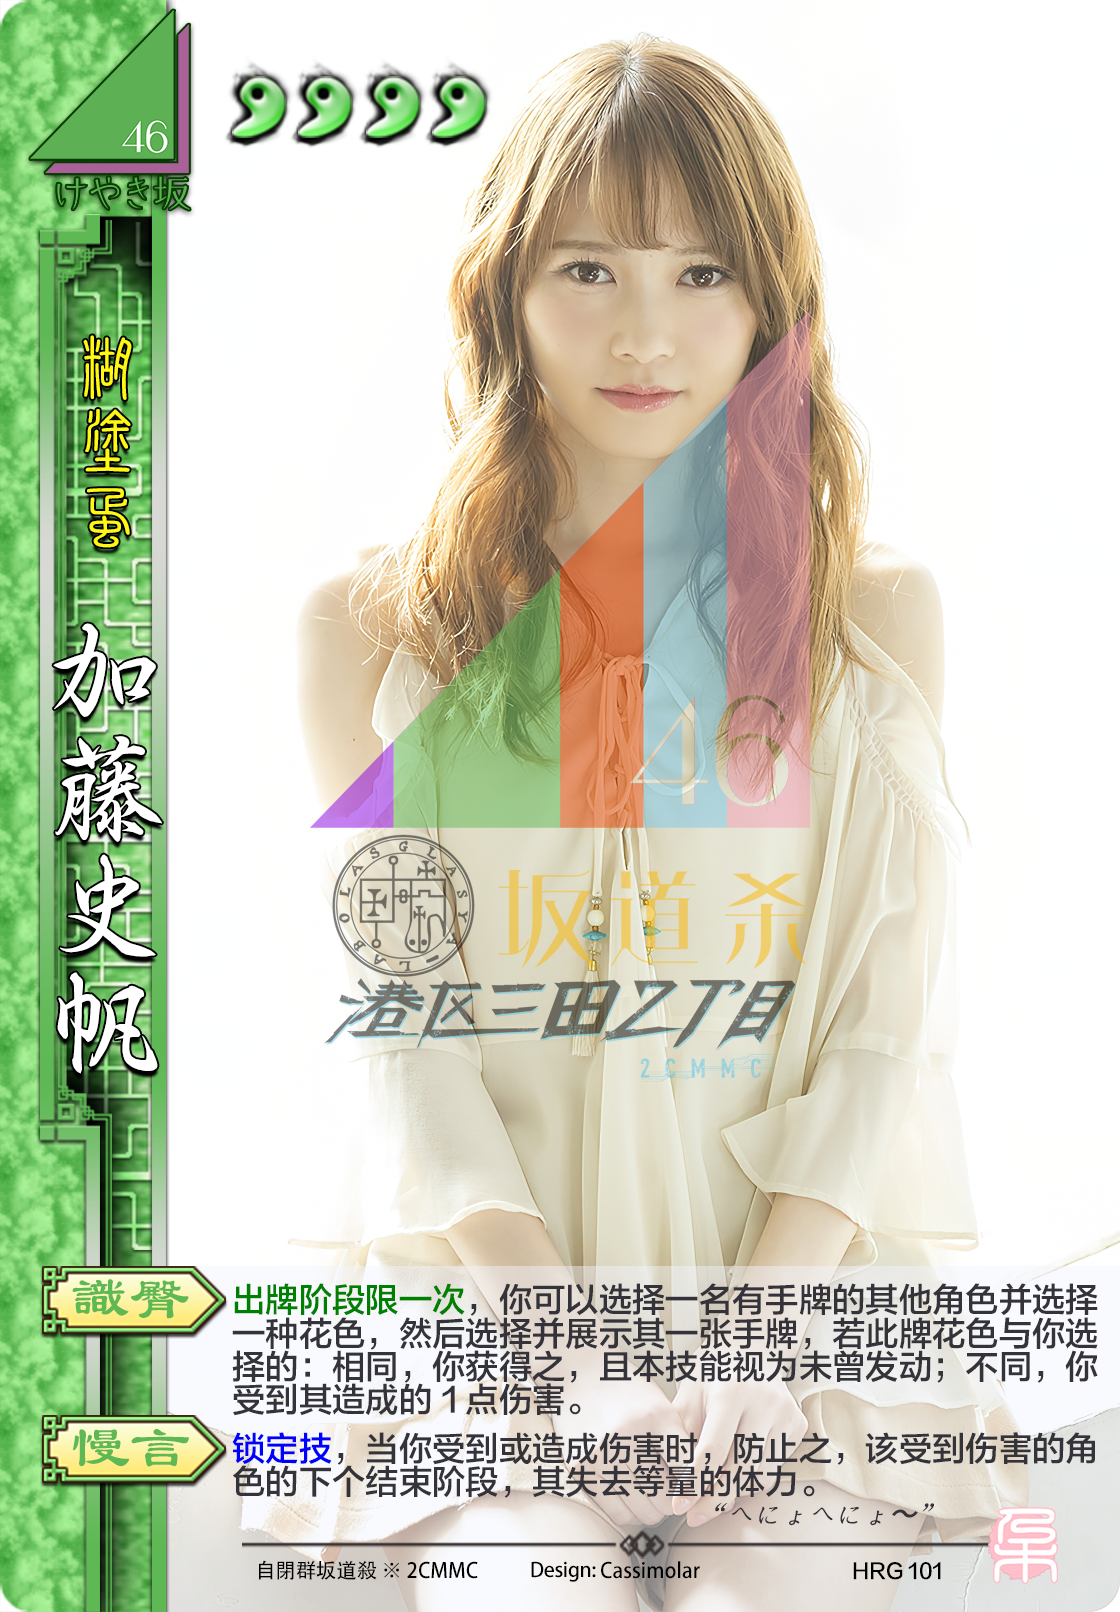 46
けやき坂
糊塗蛋
加藤史帆
46
GLASYALABOLAS
坂道杀
港区三田乙丁目
2CMMC
識臀
出牌阶段限一次，你可以选择一名有手牌的其他角色并选择
一种花色，然后选择并展示其一张手牌，若此牌花色与你选
择的：相同，你获得之，且本技能视为未曾发动；不同，你
受到其造成的 1点伤害。
慢言
锁定技，当你受到或造成伤害时，防止之，该受到伤害的角
色的下个结束阶段，其失去等量的体力。
“へにょへにょ～”
自閉群坂道殺 ※ 2CMMC Design: Cassimolar HRG 101